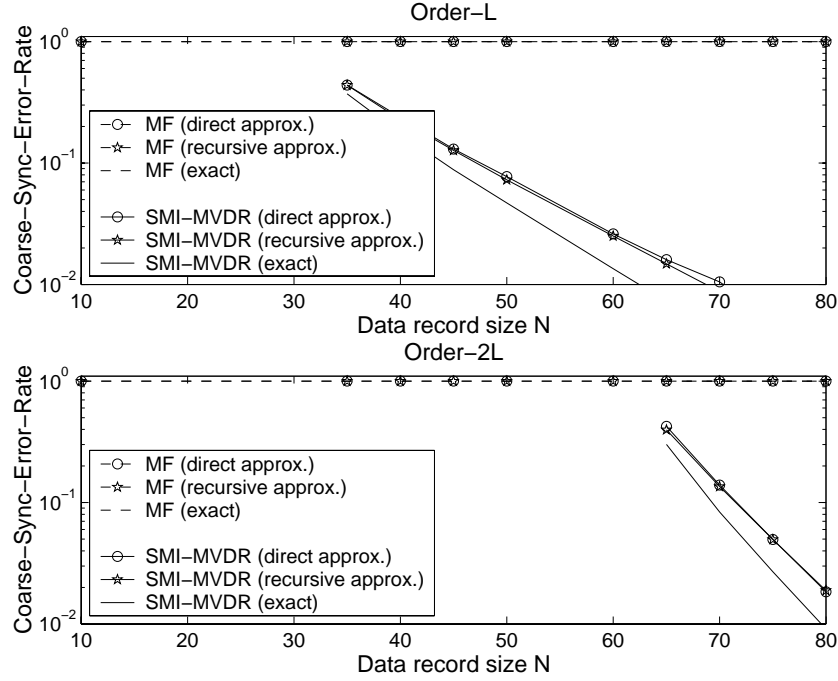 Order−L
Coarse−Sync−Error−Rate
10⁰
10⁻¹
10⁻²
MF (direct approx.)
MF (recursive approx.)
MF (exact)
SMI−MVDR (direct approx.)
SMI−MVDR (recursive approx.)
SMI−MVDR (exact)
10 20 30 40 50 60 70 80
Data record size N
Order−2L
Coarse−Sync−Error−Rate
10⁰
10⁻¹
10⁻²
MF (direct approx.)
MF (recursive approx.)
MF (exact)
SMI−MVDR (direct approx.)
SMI−MVDR (recursive approx.)
SMI−MVDR (exact)
10 20 30 40 50 60 70 80
Data record size N